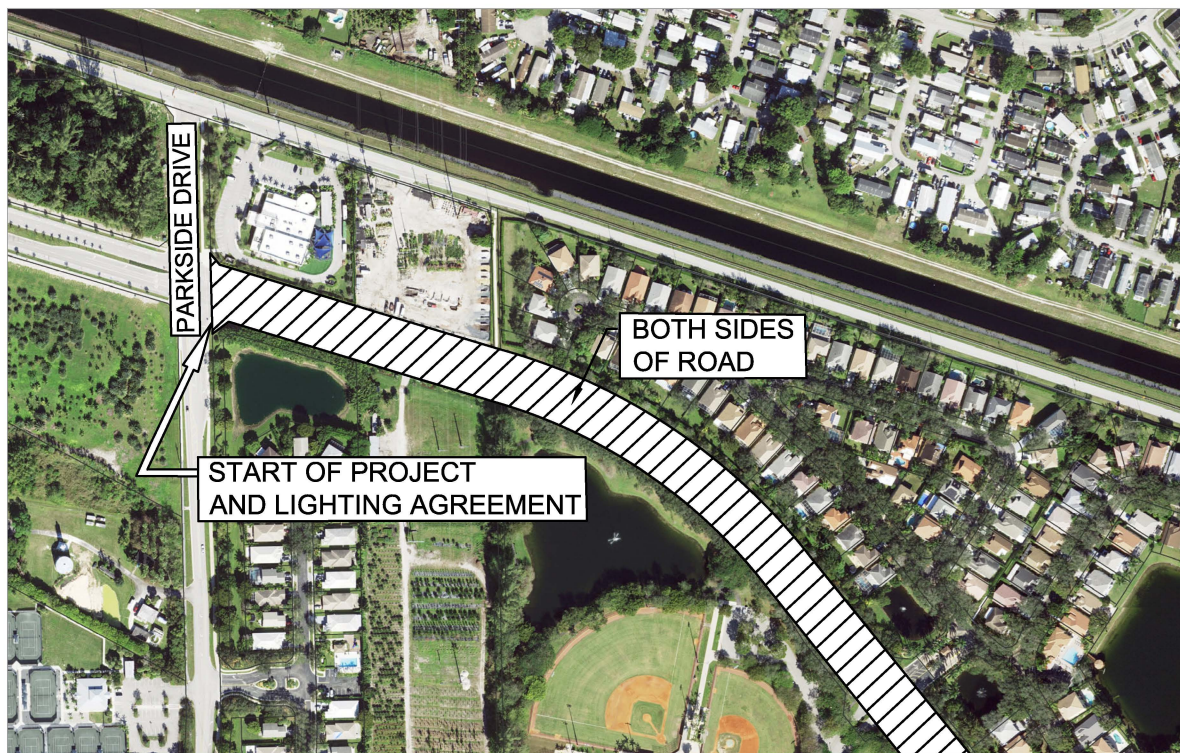 PARKSIDE DRIVE
BOTH SIDES
OF ROAD
START OF PROJECT
AND LIGHTING AGREEMENT